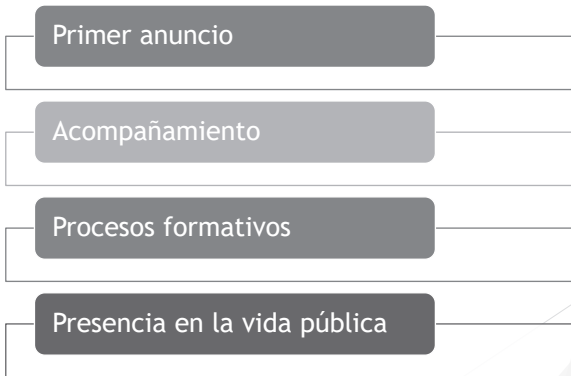 Primer anuncio
Acompañamiento
Procesos formativos
Presencia en la vida pública